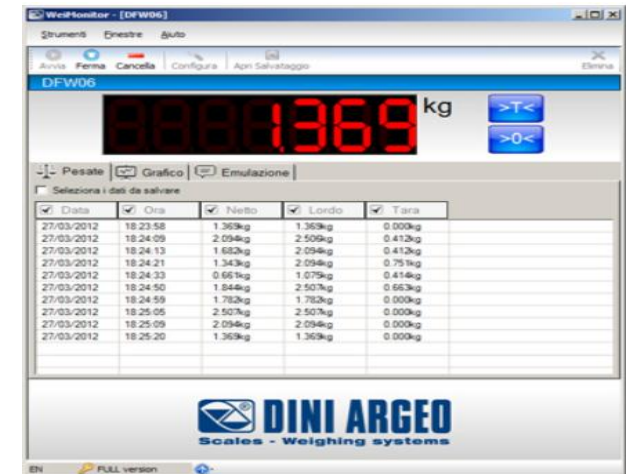 WeiMonitor - [DFW06]
Strumenti Finestre Aiuto
Avvia Ferma Cancella Configura Apri Salvataggio Elimina
DFW06
1.369 kg >T<
>0<
Pesate Grafico Emulazione
Seleziona i dati da salvare
Data Ora Netto Lordo Tara
27/03/2012 18:23:58 1.369kg 1.369kg 0.000kg
27/03/2012 18:24:09 2.094kg 2.506kg 0.412kg
27/03/2012 18:24:13 1.682kg 2.094kg 0.412kg
27/03/2012 18:24:21 1.343kg 2.094kg 0.751kg
27/03/2012 18:24:33 0.661kg 1.075kg 0.414kg
27/03/2012 18:24:50 1.844kg 2.507kg 0.663kg
27/03/2012 18:24:59 1.782kg 1.782kg 0.000kg
27/03/2012 18:25:05 2.507kg 2.507kg 0.000kg
27/03/2012 18:25:09 2.094kg 2.094kg 0.000kg
27/03/2012 18:25:20 1.369kg 1.369kg 0.000kg
DINI ARGEO
Scales - Weighing systems
EN FULL version